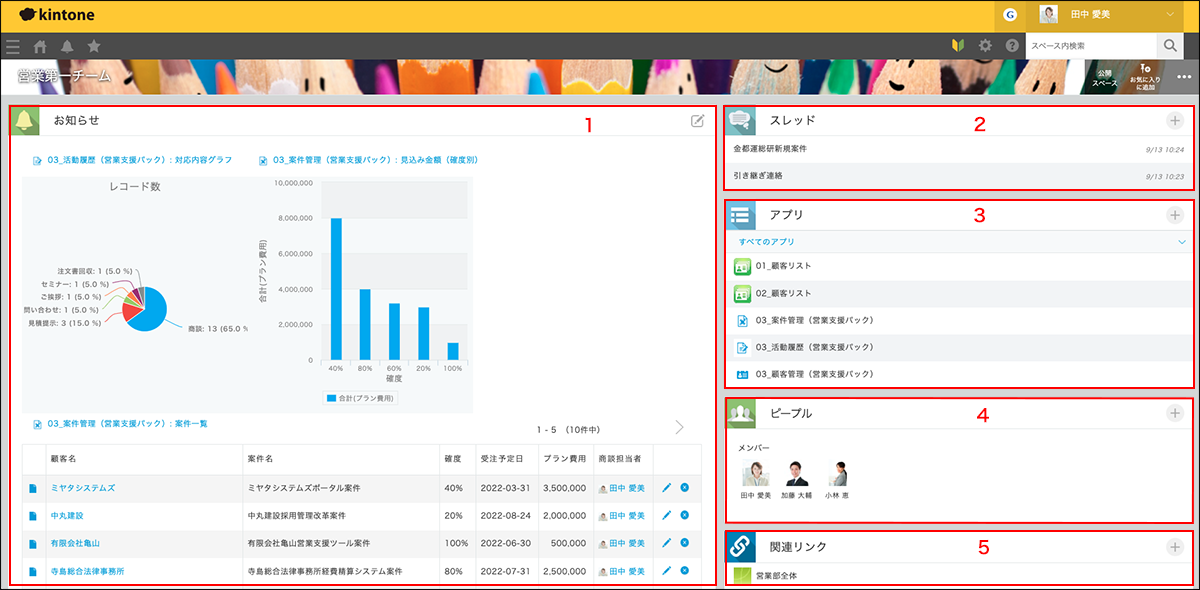 kintone
G
田中 愛美
スペース内検索
営業第一チーム
公開
スペース
お気に入り
に追加
お知らせ
1
03_活動履歴（営業支援パック）: 対応内容グラフ
03_案件管理（営業支援パック）: 見込み金額（確度別）
レコード数
注文書回収: 1 (5.0 %)
セミナー: 1 (5.0 %)
ご挨拶: 1 (5.0 %)
問い合わせ: 1 (5.0 %)
見積提示: 3 (15.0 %)
商談: 13 (65.0 %
10,000,000
8,000,000
6,000,000
4,000,000
2,000,000
0
合計(プラン費用)
40% 80% 60% 20% 100%
確度
合計(プラン費用)
03_案件管理（営業支援パック）: 案件一覧
1 - 5 （10件中）
顧客名 案件名 確度 受注予定日 プラン費用 商談担当者
ミヤタシステムズ ミヤタシステムズポータル案件 40% 2022-03-31 3,500,000 田中 愛美
中丸建設 中丸建設採用管理改革案件 20% 2022-08-24 2,000,000 田中 愛美
有限会社亀山 有限会社亀山営業支援ツール案件 100% 2022-06-30 500,000 田中 愛美
寺島総合法律事務所 寺島総合法律事務所経費精算システム案件 80% 2022-07-31 2,500,000 田中 愛美
スレッド
2
金都運総研新規案件 9/13 10:24
引き継ぎ連絡 9/13 10:23
アプリ
3
すべてのアプリ
01_顧客リスト
02_顧客リスト
03_案件管理（営業支援パック）
03_活動履歴（営業支援パック）
03_顧客管理（営業支援パック）
ピープル
4
メンバー
田中 愛美 加藤 大輔 小林 恵
関連リンク
5
営業部全体